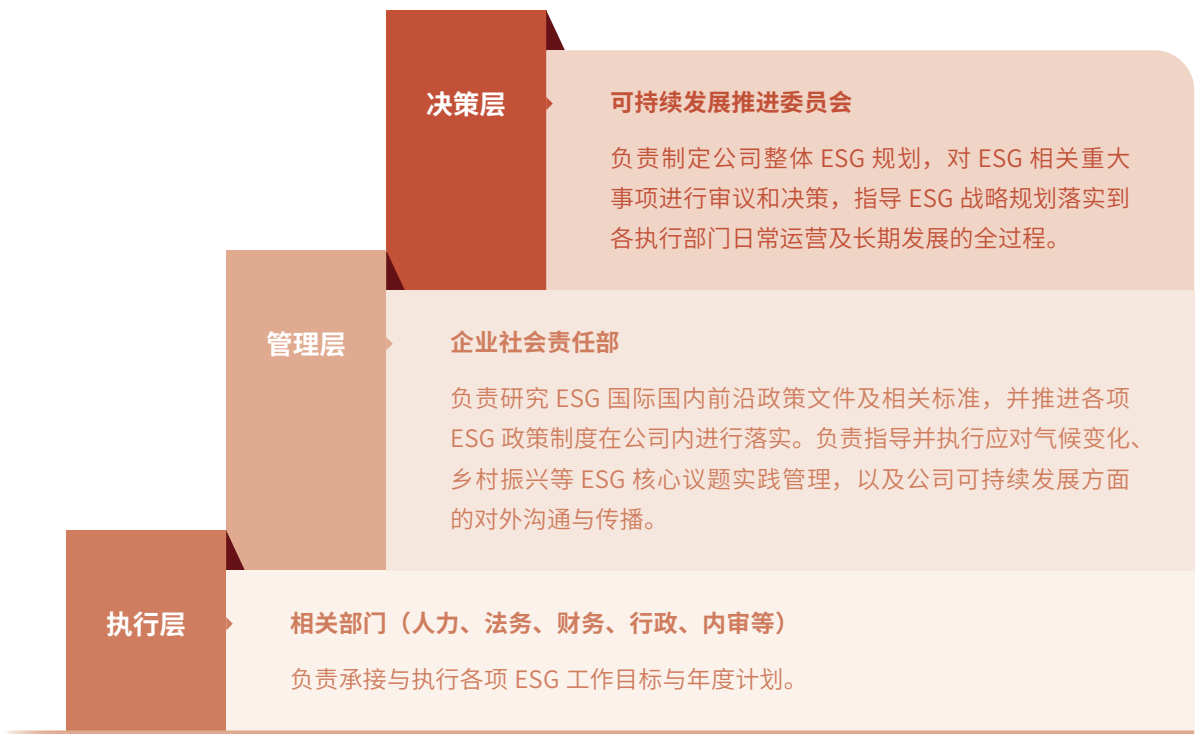 决策层
可持续发展推进委员会
负责制定公司整体 ESG 规划，对 ESG 相关重大
事项进行审议和决策，指导 ESG 战略规划落实到
各执行部门日常运营及长期发展的全过程。
管理层
企业社会责任部
负责研究 ESG 国际国内前沿政策文件及相关标准，并推进各项
ESG 政策制度在公司内进行落实。负责指导并执行应对气候变化、
乡村振兴等 ESG 核心议题实践管理，以及公司可持续发展方面
的对外沟通与传播。
执行层
相关部门（人力、法务、财务、行政、内审等）
负责承接与执行各项 ESG 工作目标与年度计划。